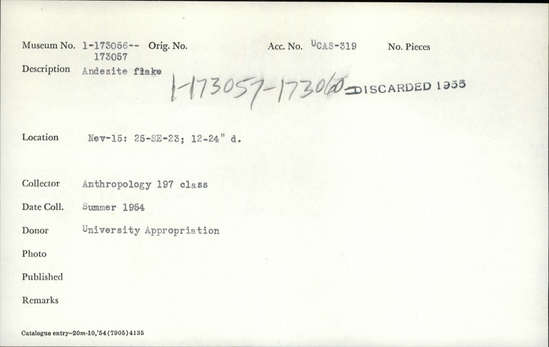 Museum No. 1-173056-- Orig. No. Acc. No. UCAS-319 No. Pieces
173057
Description Andesite flake
1-173057-173060 DISCARDED 1955
Location Nev-15: 25-SE-23; 12-24" d.
Collector Anthropology 197 class
Date Coll. Summer 1954
Donor University Appropriation
Photo
Published
Remarks
Catalogue entry—20m-10,'54(7905)4135